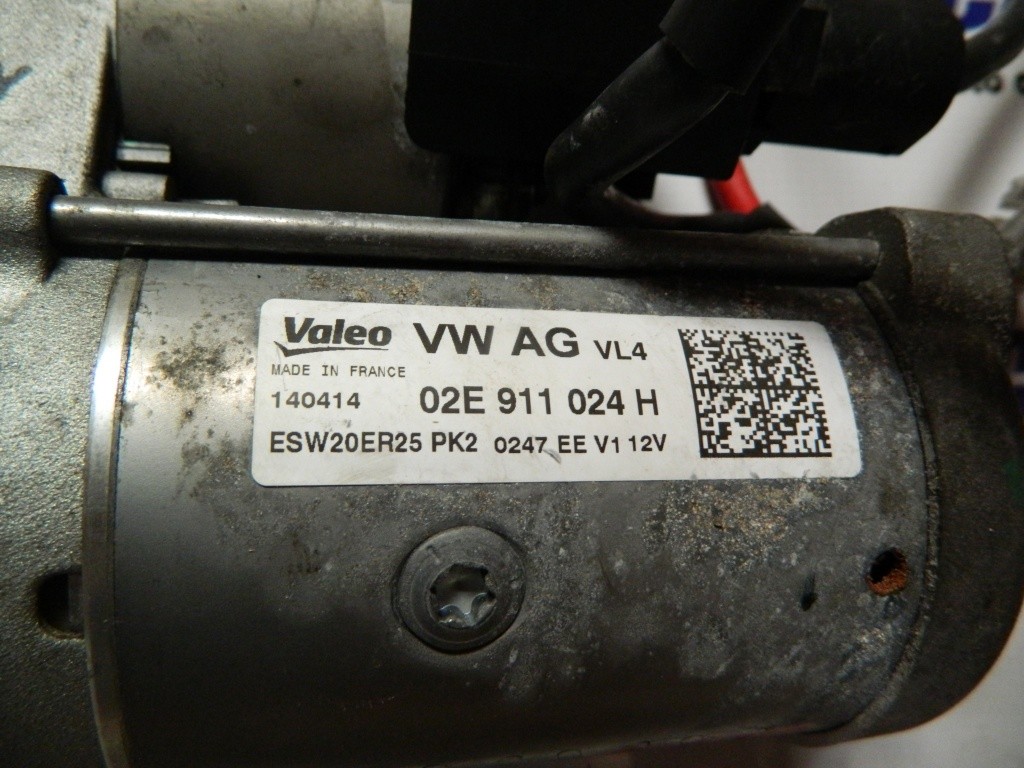 Valeo VW AG VL4
MADE IN FRANCE
140414 02E 911 024 H
ESW20ER25 PK2 0247 EE V1 12V